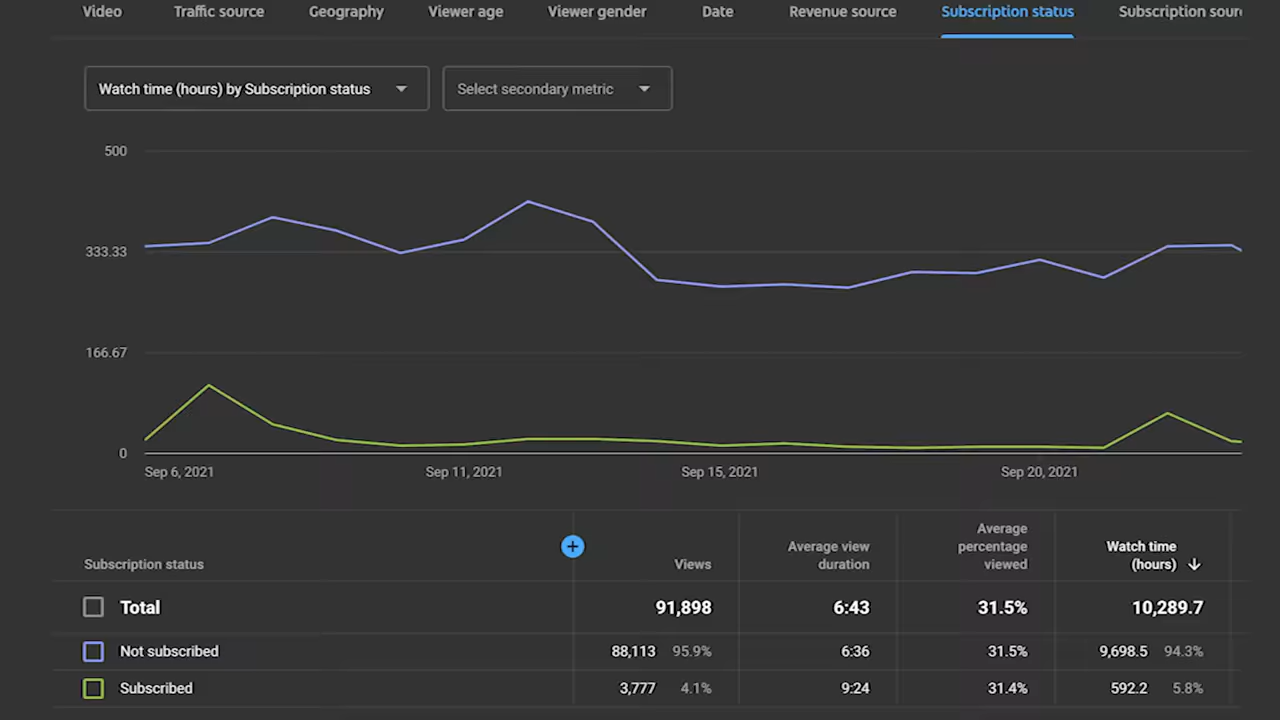 Video Traffic source Geography Viewer age Viewer gender Date Revenue source Subscription status Subscription sour
Watch time (hours) by Subscription status Select secondary metric
500
333.33
166.67
0
Sep 6, 2021 Sep 11, 2021 Sep 15, 2021 Sep 20, 2021
Subscription status Views Average view duration Average percentage viewed Watch time (hours)
Total 91,898 6:43 31.5% 10,289.7
Not subscribed 88,113 95.9% 6:36 31.5% 9,698.5 94.3%
Subscribed 3,777 4.1% 9:24 31.4% 592.2 5.8%